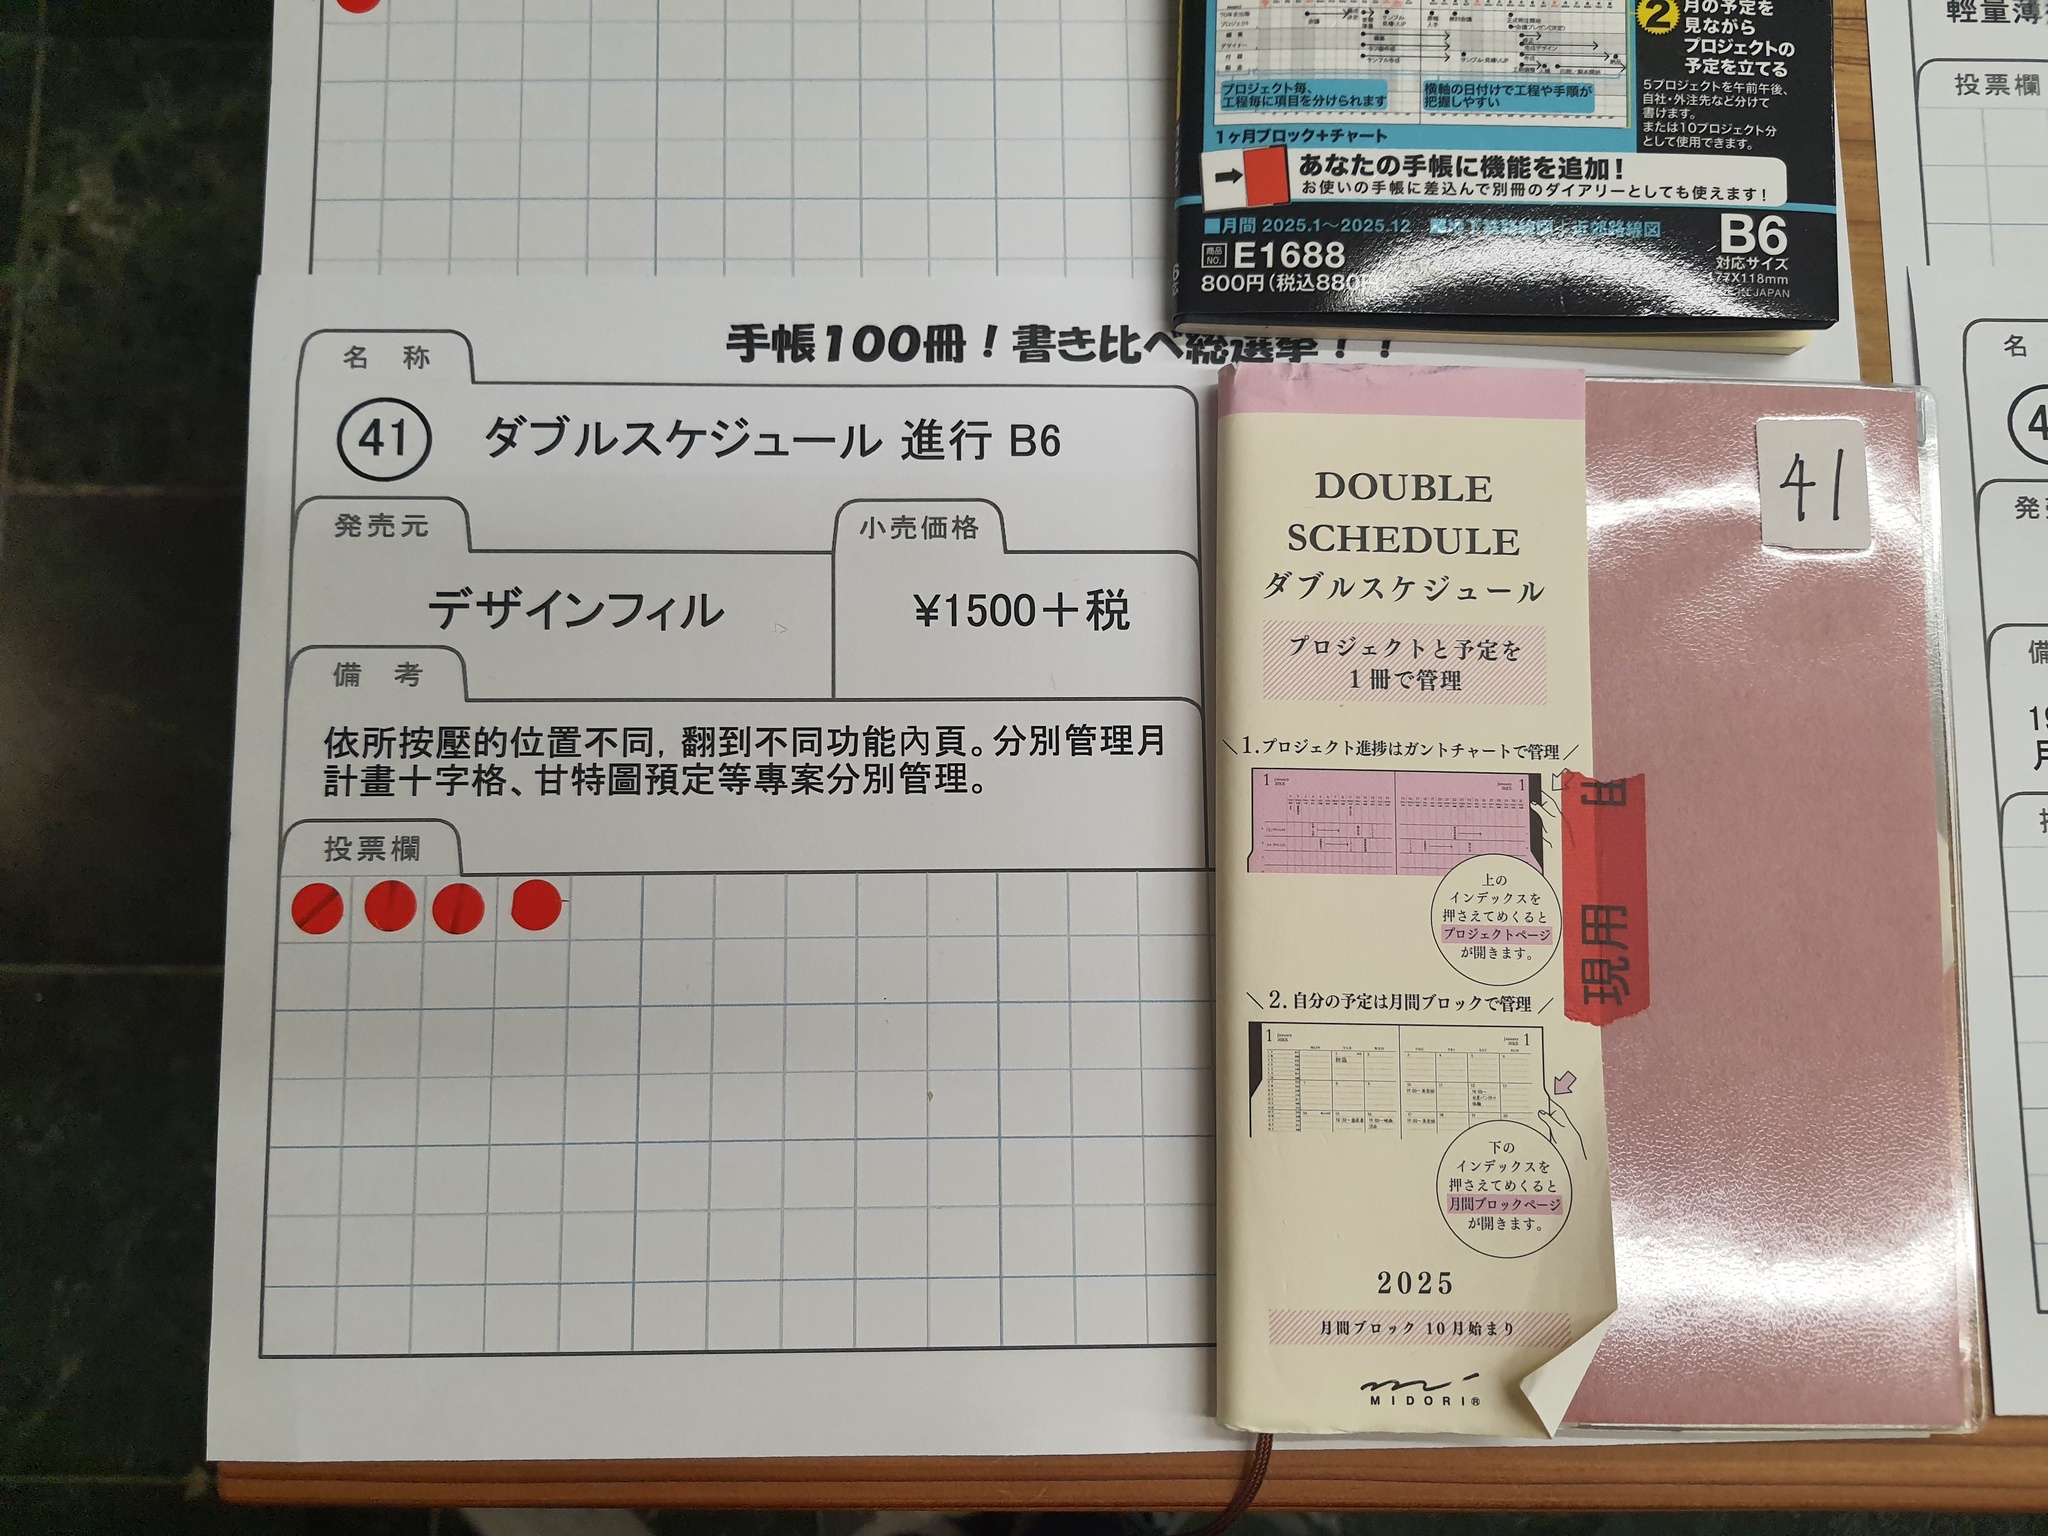 プロジェクト毎、
工程毎に項目を分けられます
横軸の日付けで工程や手順が
把握しやすい
1ヶ月ブロック+チャート
2
月の予定を
見ながら
プロジェクトの
予定を立てる
5プロジェクトを午前午後、
自社・外注先など分けて
書けます。
または10プロジェクト分
として使用できます。
あなたの手帳に機能を追加!
お使いの手帳に差込んで別冊のダイアリーとしても使えます!
■月間 2025.1～2025.12
商品NO. E1688
800円(税込880円)
B6
対応サイズ
177X118mm
手帳100冊!書き比べ総選挙!!
名 称
41 ダブルスケジュール 進行 B6
発売元
デザインフィル
小売価格
¥1500＋税
備 考
依所按壓的位置不同，翻到不同功能內頁。分別管理月
計畫十字格、甘特圖預定等專案分別管理。
投票欄
DOUBLE
SCHEDULE
ダブルスケジュール
プロジェクトと予定を
1冊で管理
1.プロジェクト進捗はガントチャートで管理
上の
インデックスを
押さえてめくると
プロジェクトページ
が開きます。
2.自分の予定は月間ブロックで管理
下の
インデックスを
押さえてめくると
月間ブロックページ
が開きます。
2025
月間ブロック 10月始まり
MIDORI®
41
現用
輕量薄
投票欄
名